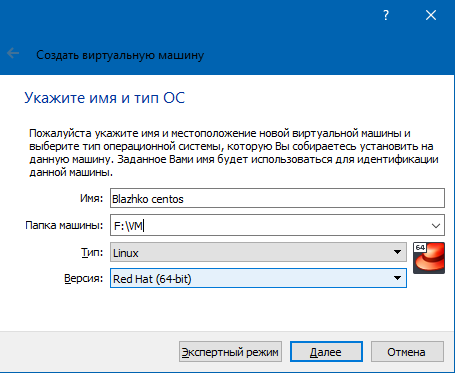 ?
Создать виртуальную машину
Укажите имя и тип ОС
Пожалуйста укажите имя и местоположение новой виртуальной машины и
выберите тип операционной системы, которую Вы собираетесь установить на
данную машину. Заданное Вами имя будет использоваться для идентификации
данной машины.
Имя: Blazhko centos
Папка машины: F:\VM
Тип: Linux
64
Версия: Red Hat (64-bit)
Экспертный режим Далее Отмена